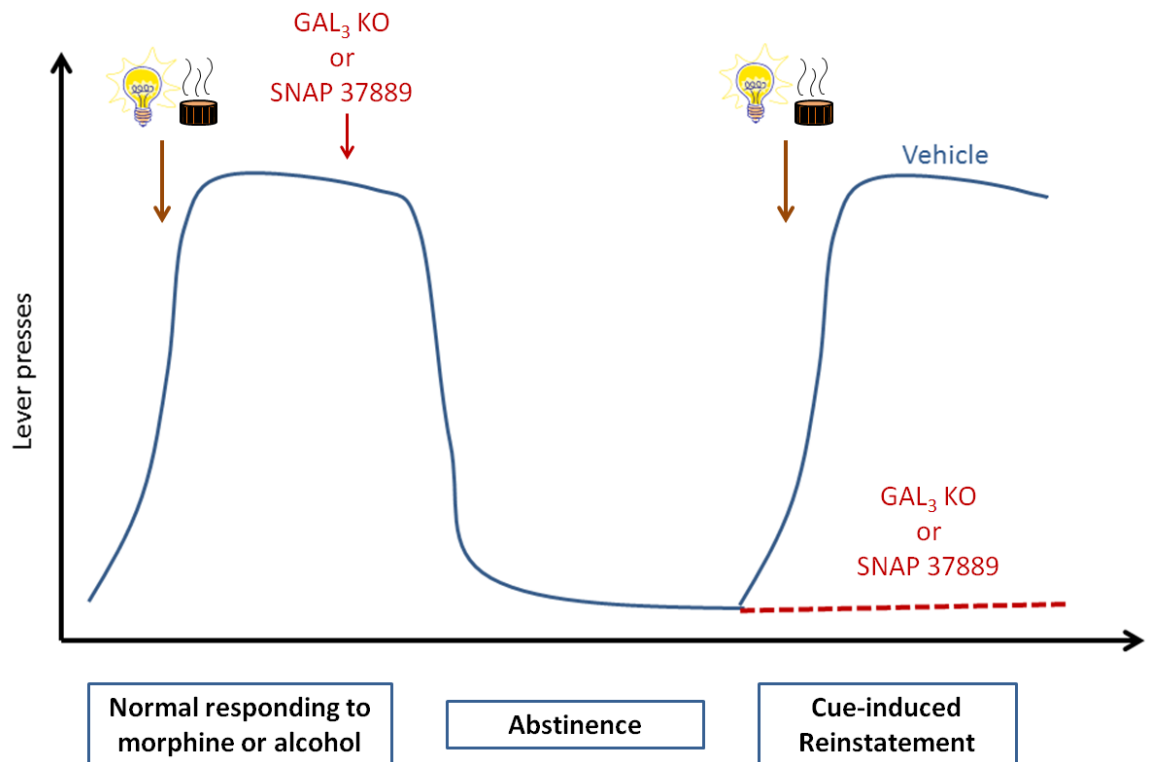 GAL₃ KO
or
SNAP 37889
Vehicle
Lever presses
GAL₃ KO
or
SNAP 37889
Normal responding to
morphine or alcohol
Abstinence
Cue-induced
Reinstatement